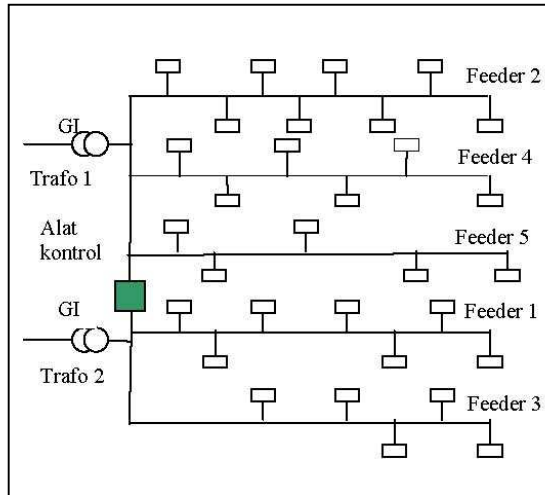 Feeder 2
GI
Trafo 1
Feeder 4
Alat
kontrol
Feeder 5
GI
Feeder 1
Trafo 2
Feeder 3